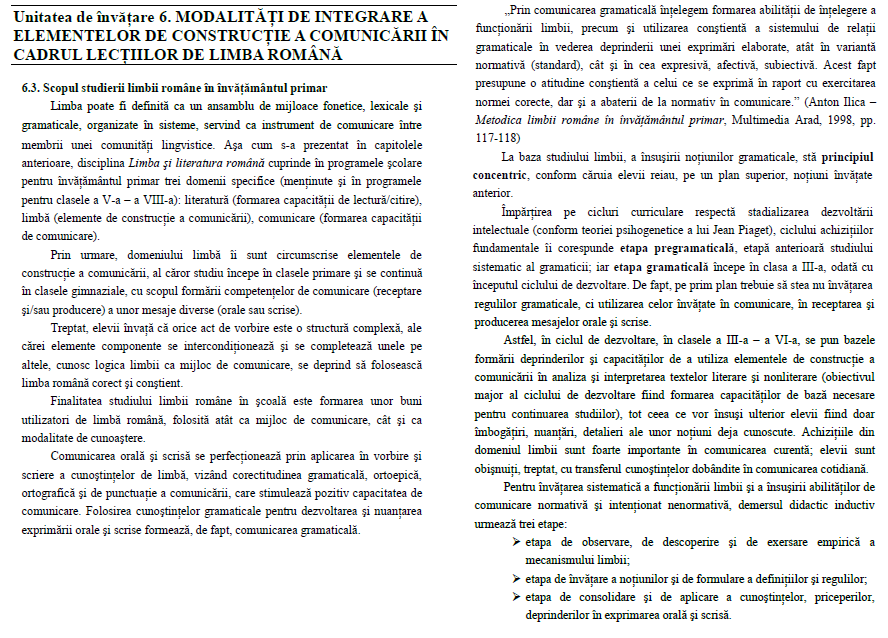 Unitatea de învăţare 6. MODALITĂŢI DE INTEGRARE A
ELEMENTELOR DE CONSTRUCŢIE A COMUNICĂRII ÎN
CADRUL LECŢIILOR DE LIMBA ROMÂNĂ
6.3. Scopul studierii limbii române în învăţământul primar
Limba poate fi definită ca un ansamblu de mijloace fonetice, lexicale şi
gramaticale, organizate în sisteme, servind ca instrument de comunicare între
membrii unei comunităţi lingvistice. Aşa cum s-a prezentat în capitolele
anterioare, disciplina Limba şi literatura română cuprinde în programele şcolare
pentru învăţământul primar trei domenii specifice (menţinute şi în programele
pentru clasele a V-a – a VIII-a): literatură (formarea capacităţii de lectură/citire),
limbă (elemente de construcţie a comunicării), comunicare (formarea capacităţii
de comunicare).
Prin urmare, domeniului limbă îi sunt circumscrise elementele de
construcţie a comunicării, al căror studiu începe în clasele primare şi se continuă
în clasele gimnaziale, cu scopul formării competenţelor de comunicare (receptare
şi/sau producere) a unor mesaje diverse (orale sau scrise).
Treptat, elevii învaţă că orice act de vorbire este o structură complexă, ale
cărei elemente componente se intercondiţionează şi se completează unele pe
altele, cunosc logica limbii ca mijloc de comunicare, se deprind să folosească
limba română corect şi conştient.
Finalitatea studiului limbii române în şcoală este formarea unor buni
utilizatori de limbă română, folosită atât ca mijloc de comunicare, cât şi ca
modalitate de cunoaştere.
Comunicarea orală şi scrisă se perfecţionează prin aplicarea în vorbire şi
scriere a cunoştinţelor de limbă, vizând corectitudinea gramaticală, ortoepică,
ortografică şi de punctuaţie a comunicării, care stimulează pozitiv capacitatea de
comunicare. Folosirea cunoştinţelor gramaticale pentru dezvoltarea şi nuanţarea
exprimării orale şi scrise formează, de fapt, comunicarea gramaticală.
„Prin comunicarea gramaticală înţelegem formarea abilităţii de înţelegere a
funcţionării limbii, precum şi utilizarea conştientă a sistemului de relaţii
gramaticale în vederea deprinderii unei exprimări elaborate, atât în variantă
normativă (standard), cât şi în cea expresivă, afectivă, subiectivă. Acest fapt
presupune o atitudine conştientă a celui ce se exprimă în raport cu exercitarea
normei corecte, dar şi a abaterii de la normativ în comunicare.” (Anton Ilica –
Metodica limbii române în învăţământul primar, Multimedia Arad, 1998, pp.
117-118)
La baza studiului limbii, a însuşirii noţiunilor gramaticale, stă principiul
concentric, conform căruia elevii reiau, pe un plan superior, noţiuni învăţate
anterior.
Împărţirea pe cicluri curriculare respectă stadializarea dezvoltării
intelectuale (conform teoriei psihogenetice a lui Jean Piaget), ciclului achiziţiilor
fundamentale îi corespunde etapa pregramaticală, etapă anterioară studiului
sistematic al gramaticii; iar etapa gramaticală începe în clasa a III-a, odată cu
începutul ciclului de dezvoltare. De fapt, pe prim plan trebuie să stea nu învăţarea
regulilor gramaticale, ci utilizarea celor învăţate în comunicare, în receptarea şi
producerea mesajelor orale şi scrise.
Astfel, în ciclul de dezvoltare, în clasele a III-a – a VI-a, se pun bazele
formării deprinderilor şi capacităţilor de a utiliza elementele de construcţie a
comunicării în analiza şi interpretarea textelor literare şi nonliterare (obiectivul
major al ciclului de dezvoltare fiind formarea capacităţilor de bază necesare
pentru continuarea studiilor), tot ceea ce vor însuşi ulterior elevii fiind doar
îmbogăţiri, nuanţări, detalieri ale unor noţiuni deja cunoscute. Achiziţiile din
domeniul limbii sunt foarte importante în comunicarea curentă; elevii sunt
obişnuiţi, treptat, cu transferul cunoştinţelor dobândite în comunicarea cotidiană.
Pentru învăţarea sistematică a funcţionării limbii şi a însuşirii abilităţilor de
comunicare normativă şi intenţionat nenormativă, demersul didactic inductiv
urmează trei etape:
➢ etapa de observare, de descoperire şi de exersare empirică a
mecanismului limbii;
➢ etapa de învăţare a noţiunilor şi de formulare a definiţiilor şi regulilor;
➢ etapa de consolidare şi de aplicare a cunoştinţelor, priceperilor,
deprinderilor în exprimarea orală şi scrisă.